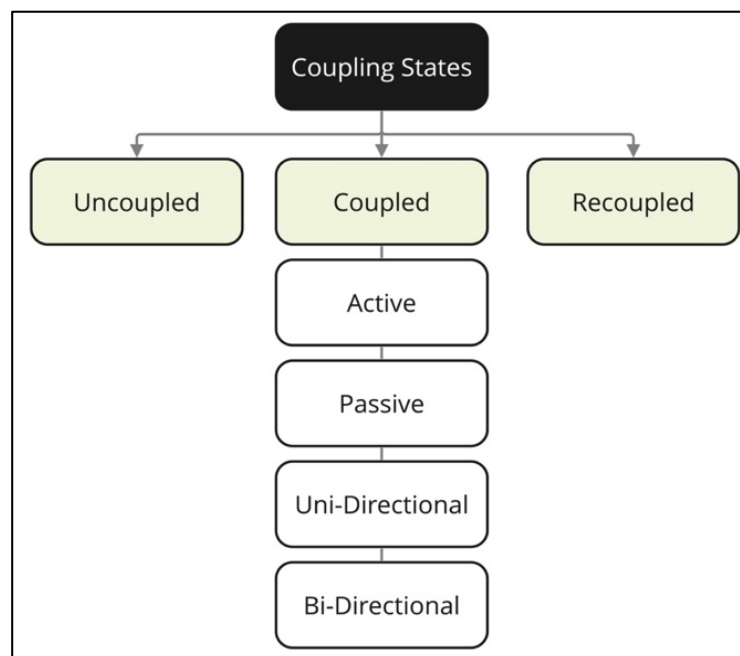 Coupling States
Uncoupled
Coupled
Recoupled
Active
Passive
Uni-Directional
Bi-Directional